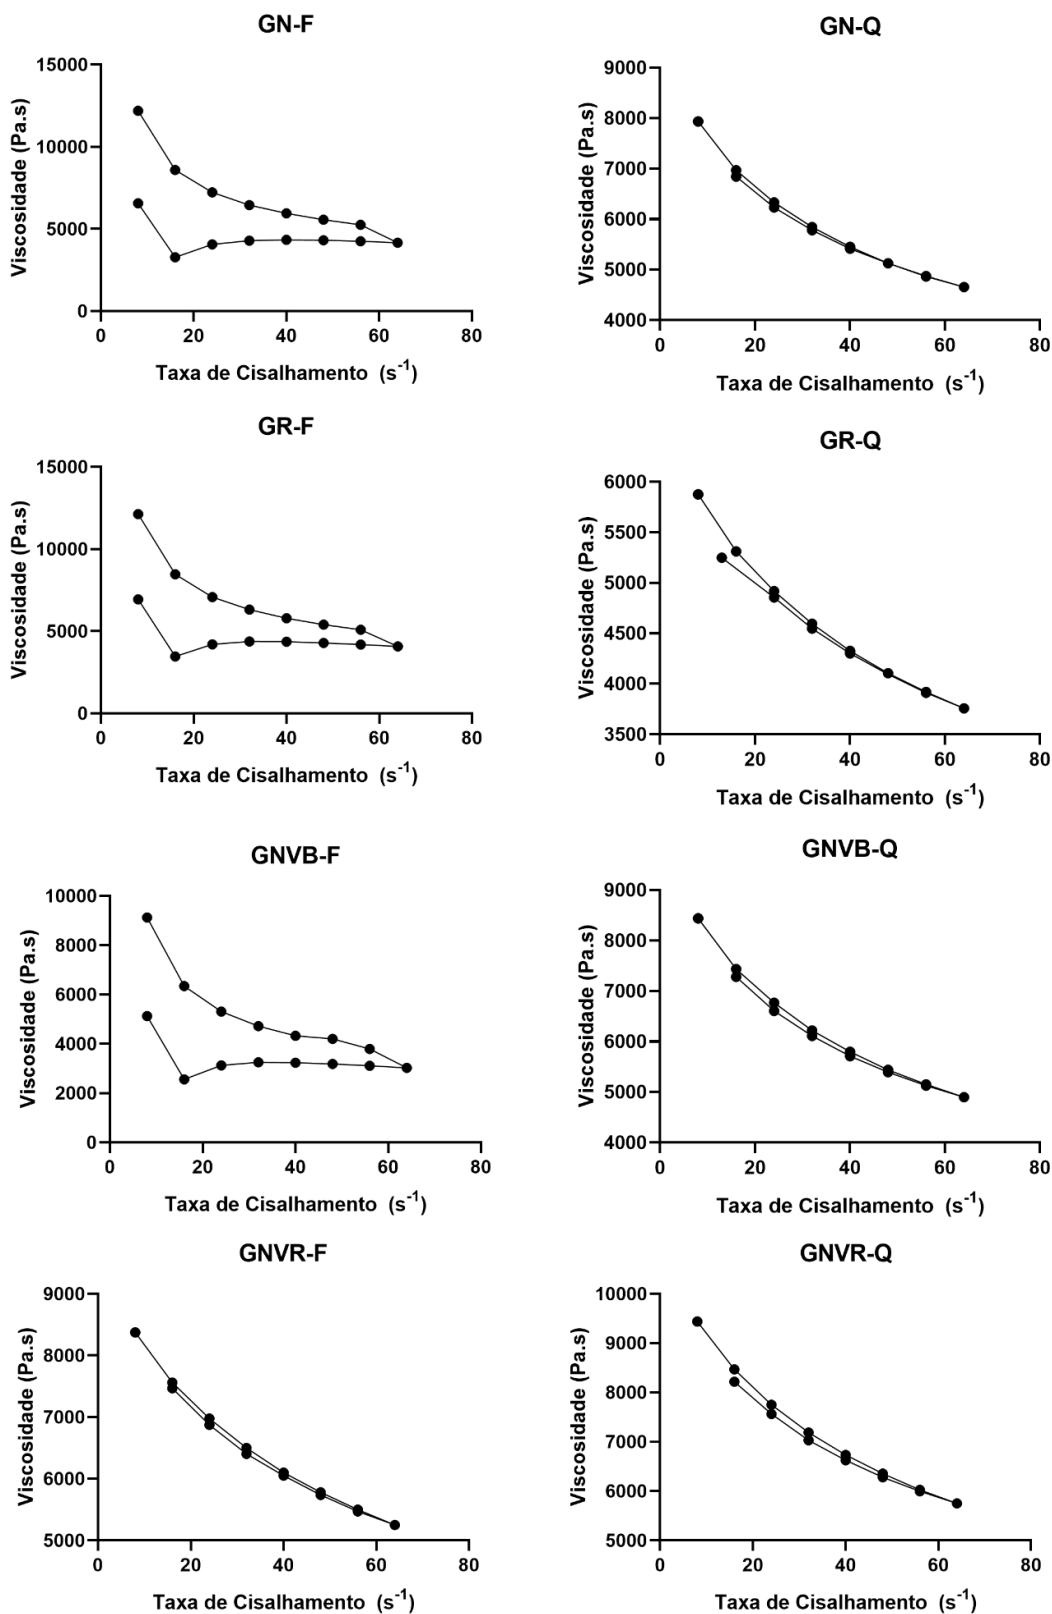 GN-F
Viscosidade (Pa.s)
15000
10000
5000
0
0 20 40 60 80
Taxa de Cisalhamento (s⁻¹)
GN-Q
Viscosidade (Pa.s)
9000
8000
7000
6000
5000
4000
0 20 40 60 80
Taxa de Cisalhamento (s⁻¹)
GR-F
Viscosidade (Pa.s)
15000
10000
5000
0
0 20 40 60 80
Taxa de Cisalhamento (s⁻¹)
GR-Q
Viscosidade (Pa.s)
6000
5500
5000
4500
4000
3500
0 20 40 60 80
Taxa de Cisalhamento (s⁻¹)
GNVB-F
Viscosidade (Pa.s)
10000
8000
6000
4000
2000
0
0 20 40 60 80
Taxa de Cisalhamento (s⁻¹)
GNVB-Q
Viscosidade (Pa.s)
9000
8000
7000
6000
5000
4000
0 20 40 60 80
Taxa de Cisalhamento (s⁻¹)
GNVR-F
Viscosidade (Pa.s)
9000
8000
7000
6000
5000
0 20 40 60 80
Taxa de Cisalhamento (s⁻¹)
GNVR-Q
Viscosidade (Pa.s)
10000
9000
8000
7000
6000
5000
0 20 40 60 80
Taxa de Cisalhamento (s⁻¹)